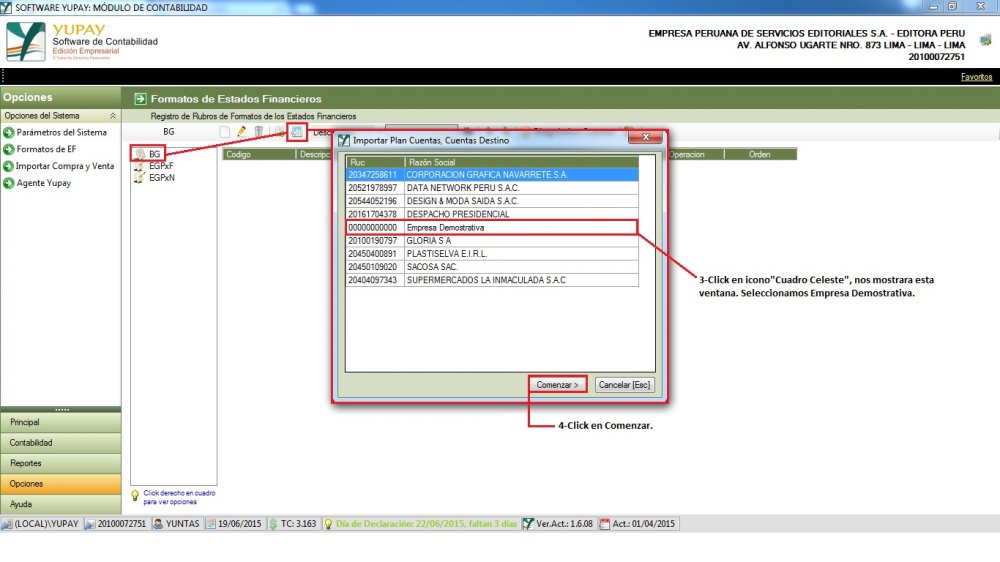 SOFTWARE YUPAY: MÓDULO DE CONTABILIDAD
YUPAY
Software de Contabilidad
Edición Empresarial
EMPRESA PERUANA DE SERVICIOS EDITORIALES S.A. - EDITORA PERU
AV. ALFONSO UGARTE NRO. 873 LIMA - LIMA - LIMA
20100072751
Favoritos
Opciones
Opciones del Sistema
Parámetros del Sistema
Formatos de EF
Importar Compra y Venta
Agente Yupay
Formatos de Estados Financieros
Registro de Rubros de Formatos de los Estados Financieros
BG
BG
EGPxF
EGPxN
Codigo
Operacion
Orden
Importar Plan Cuentas, Cuentas Destino
Ruc Razón Social
20347258611 CORPORACION GRAFICA NAVARRETE S.A.
20521978997 DATA NETWORK PERU S.A.C.
20544052196 DESIGN & MODA SAIDA S.A.C.
20161704378 DESPACHO PRESIDENCIAL
00000000000 Empresa Demostrativa
20100190797 GLORIA S A
20450400891 PLASTISELVA E.I.R.L.
20450109020 SACOSA SAC.
20404097343 SUPERMERCADOS LA INMACULADA S.A.C
Comenzar >
Cancelar [Esc]
3-Click en icono"Cuadro Celeste", nos mostrara esta
ventana. Seleccionamos Empresa Demostrativa.
4-Click en Comenzar.
Principal
Contabilidad
Reportes
Opciones
Ayuda
Click derecho en cuadro
para ver opciones
(LOCAL)\YUPAY 20100072751 YUNTAS 19/06/2015 TC: 3.163 Día de Declaración: 22/06/2015, faltan 3 días Ver.Act.: 1.6.08 Act.: 01/04/2015